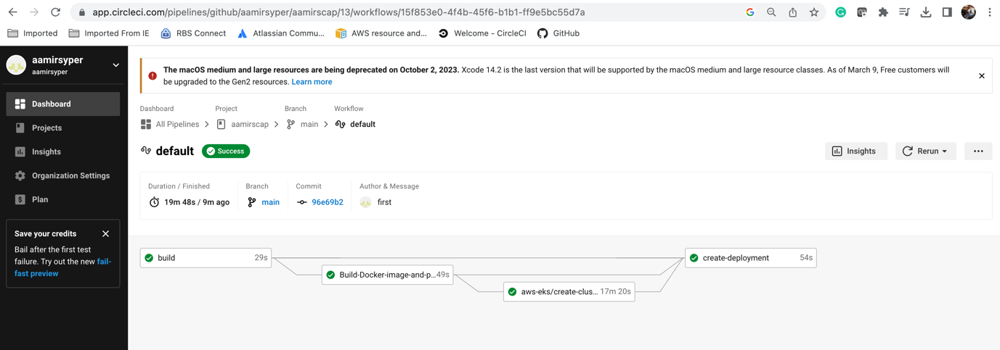 app.circleci.com/pipelines/github/aamirsyper/aamirscap/13/workflows/15f853e0-4f4b-45f6-b1b1-ff9e5bc55d7a
Imported Imported From IE RBS Connect Atlassian Commu... AWS resource and... Welcome - CircleCI GitHub
aamirsyper
aamirsyper
Dashboard
Projects
Insights
Organization Settings
Plan
Save your credits
Bail after the first test
failure. Try out the new fail-
fast preview
The macOS medium and large resources are being deprecated on October 2, 2023. Xcode 14.2 is the last version that will be supported by the macOS medium and large resource classes. As of March 9, Free customers will
be upgraded to the Gen2 resources. Learn more
Dashboard Project Branch Workflow
All Pipelines aamirscap main default
default Success Insights Rerun
Duration / Finished Branch Commit Author & Message
19m 48s / 9m ago main 96e69b2 first
build 29s create-deployment 54s
Build-Docker-image-and-p... 49s
aws-eks/create-clus... 17m 20s